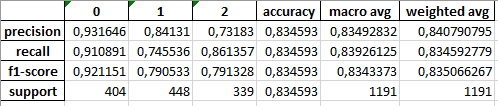 0 1 2 accuracy macro avg weighted avg
precision 0,931646 0,84131 0,73183 0,834593 0,83492832 0,840790795
recall 0,910891 0,745536 0,861357 0,834593 0,83926125 0,834592779
f1-score 0,921151 0,790533 0,791328 0,834593 0,8343373 0,835066267
support 404 448 339 0,834593 1191 1191